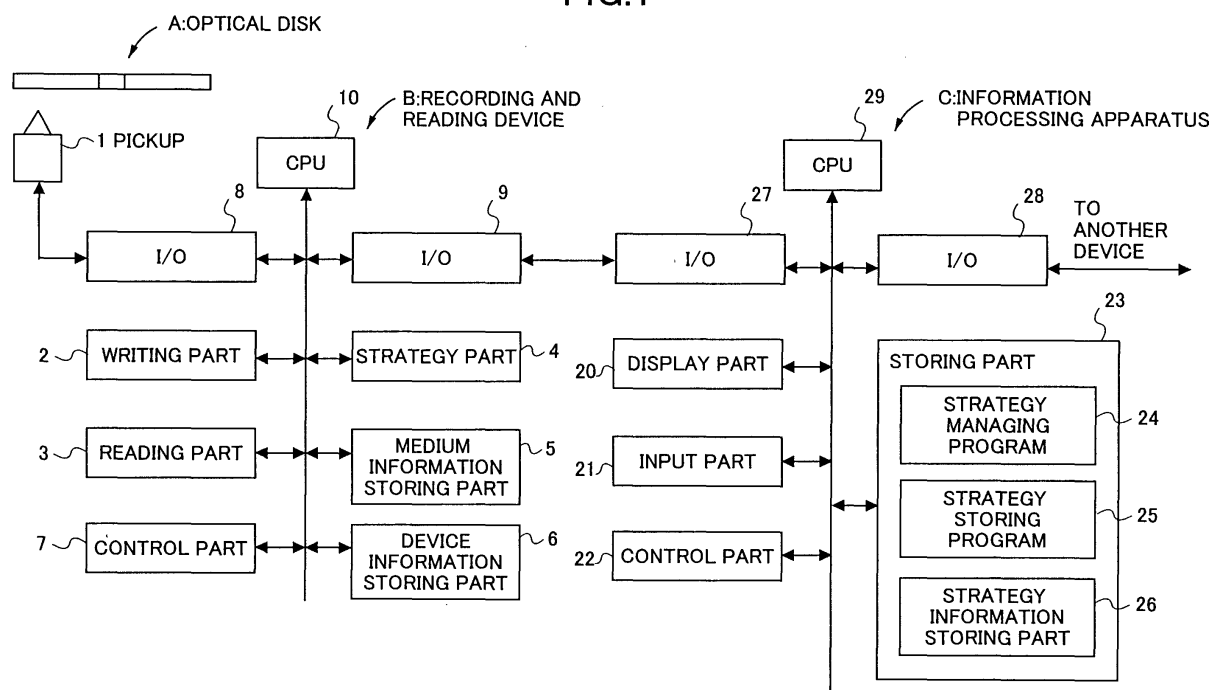 FIG.1
A:OPTICAL DISK
1 PICKUP
10
CPU
B:RECORDING AND
READING DEVICE
29
CPU
C:INFORMATION
PROCESSING APPARATUS
8
I/O
9
I/O
27
I/O
28
I/O
TO
ANOTHER
DEVICE
2
WRITING PART
STRATEGY PART
4
20
DISPLAY PART
23
STORING PART
STRATEGY
MANAGING
PROGRAM
24
3
READING PART
MEDIUM
INFORMATION
STORING PART
5
21
INPUT PART
STRATEGY
STORING
PROGRAM
25
7
CONTROL PART
DEVICE
INFORMATION
STORING PART
6
22
CONTROL PART
STRATEGY
INFORMATION
STORING PART
26